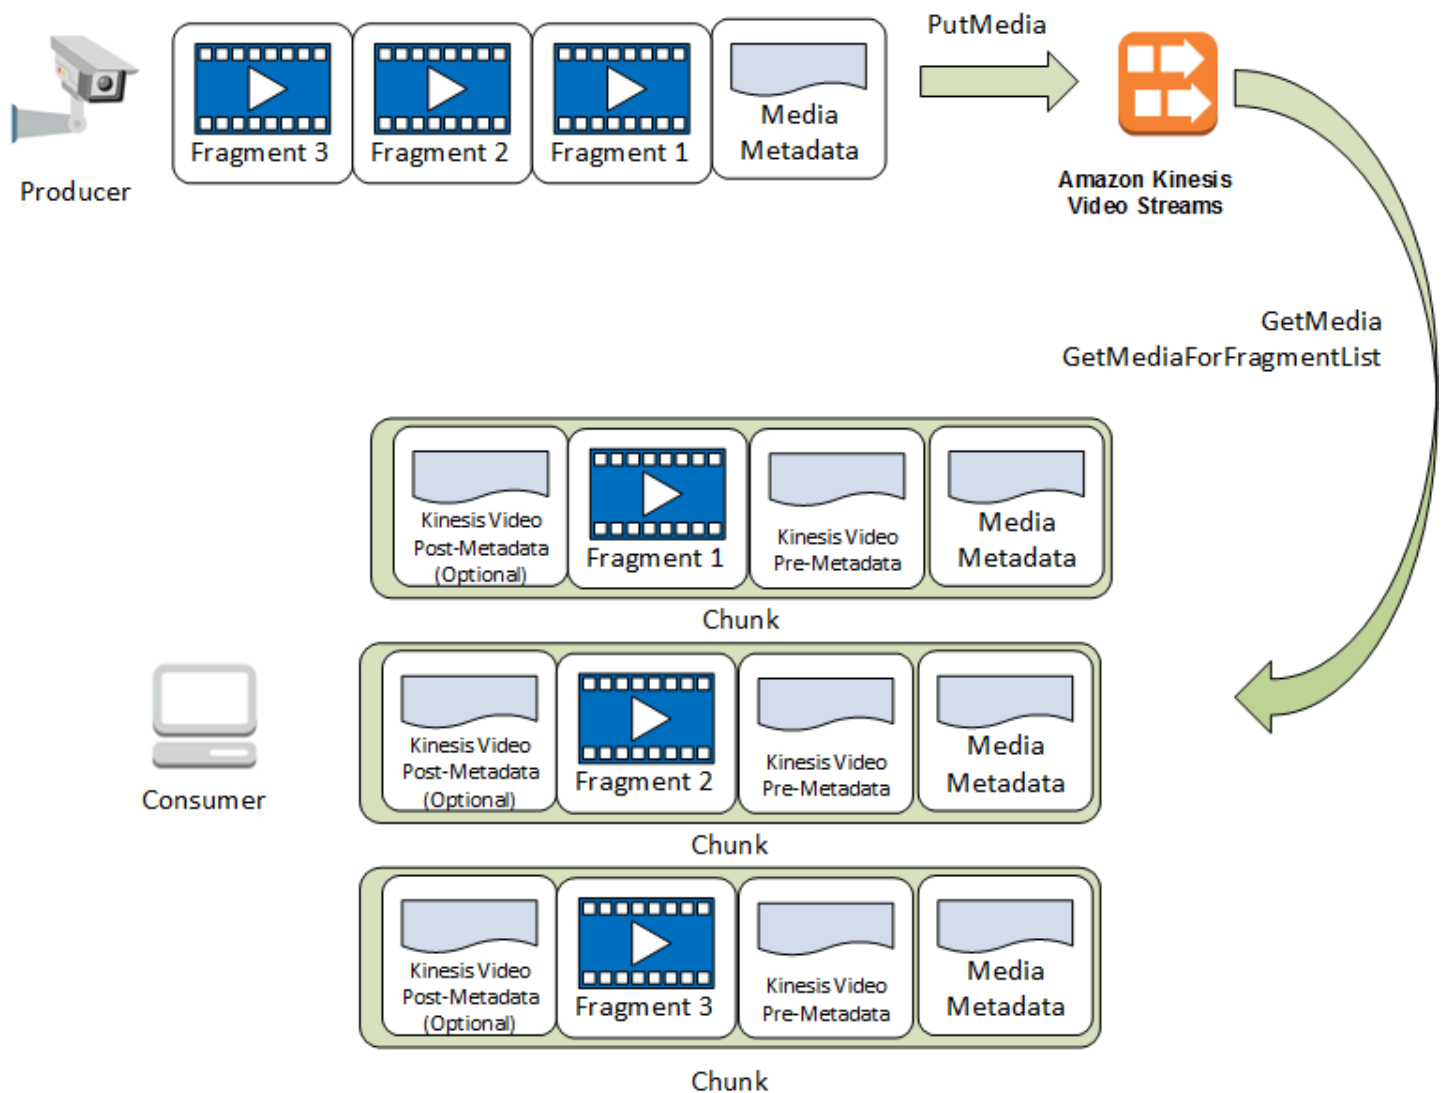 PutMedia
Fragment 3
Fragment 2
Fragment 1
Media
Metadata
Producer
Amazon Kinesis
Video Streams
GetMedia
GetMediaForFragmentList
Kinesis Video
Post-Metadata
(Optional)
Fragment 1
Kinesis Video
Pre-Metadata
Media
Metadata
Chunk
Consumer
Kinesis Video
Post-Metadata
(Optional)
Fragment 2
Kinesis Video
Pre-Metadata
Media
Metadata
Chunk
Kinesis Video
Post-Metadata
(Optional)
Fragment 3
Kinesis Video
Pre-Metadata
Media
Metadata
Chunk